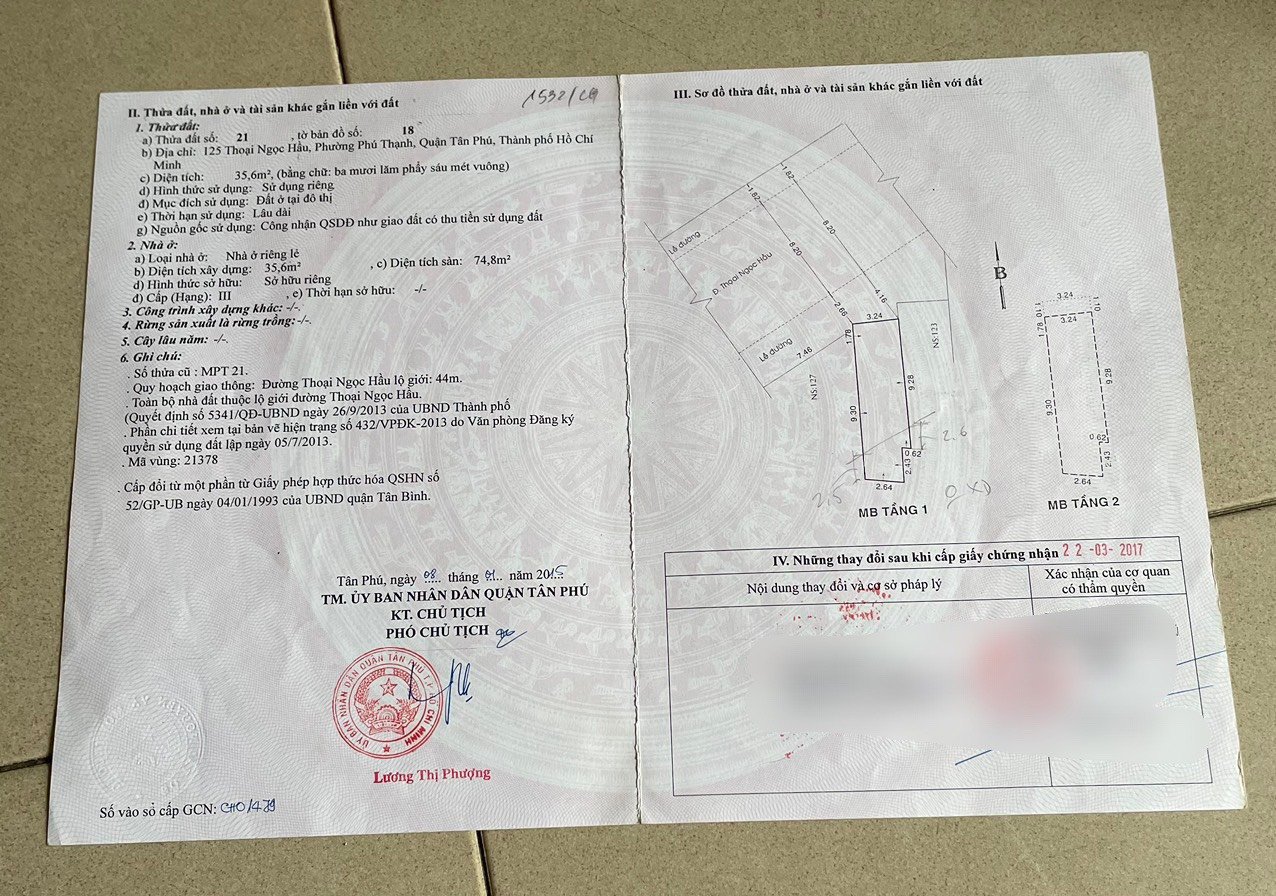 1532/CQ
II. Thửa đất, nhà ở và tài sản khác gắn liền với đất
1. Thửa đất:
a) Thửa đất số: 21 , tờ bản đồ số: 18
b) Địa chỉ: 125 Thoại Ngọc Hầu, Phường Phú Thạnh, Quận Tân Phú, Thành phố Hồ Chí
Minh
c) Diện tích: 35,6m², (bằng chữ: ba mươi lăm phẩy sáu mét vuông)
d) Hình thức sử dụng: Sử dụng riêng
đ) Mục đích sử dụng: Đất ở tại đô thị
e) Thời hạn sử dụng: Lâu dài
g) Nguồn gốc sử dụng: Công nhận QSDĐ như giao đất có thu tiền sử dụng đất
2. Nhà ở:
a) Loại nhà ở: Nhà ở riêng lẻ
b) Diện tích xây dựng: 35,6m² , c) Diện tích sàn: 74,8m²
d) Hình thức sở hữu: Sở hữu riêng
đ) Cấp (Hạng): III , e) Thời hạn sở hữu: -/-
3. Công trình xây dựng khác: -/-.
4. Rừng sản xuất là rừng trồng: -/-.
5. Cây lâu năm: -/-.
6. Ghi chú:
. Số thửa cũ : MPT 21.
. Quy hoạch giao thông: Đường Thoại Ngọc Hầu lộ giới: 44m.
. Toàn bộ nhà đất thuộc lộ giới đường Thoại Ngọc Hầu.
(Quyết định số 5341/QĐ-UBND ngày 26/9/2013 của UBND Thành phố
. Phần chi tiết xem tại bản vẽ hiện trạng số 432/VPĐK-2013 do Văn phòng Đăng ký
quyền sử dụng đất lập ngày 05/7/2013.
. Mã vùng: 21378
. Cấp đổi từ một phần từ Giấy phép hợp thức hóa QSHN số
52/GP-UB ngày 04/01/1993 của UBND quận Tân Bình.
Tân Phú, ngày 08 tháng 01 năm 2015
TM. ỦY BAN NHÂN DÂN QUẬN TÂN PHÚ
KT. CHỦ TỊCH
PHÓ CHỦ TỊCH
ỦY BAN NHÂN DÂN QUẬN TÂN PHÚ T.P HỒ CHÍ MINH
Lương Thị Phượng
Số vào sổ cấp GCN: CH01479
III. Sơ đồ thửa đất, nhà ở và tài sản khác gắn liền với đất
1.82
1.82
8.20
8.20
Lề đường
Đ. Thoại Ngọc Hầu
Lề đường
2.66
4.16
7.46
3.24
1.78
NS:123
NS:127
9.28
9.30
0.62
2.43
2.64
2.6
2.5
MB TẦNG 1
B
3.24
1.10
1.10
3.24
1.78
9.28
9.30
0.62
2.43
2.64
MB TẦNG 2
IV. Những thay đổi sau khi cấp giấy chứng nhận 22-03-2017
Nội dung thay đổi và cơ sở pháp lý
Xác nhận của cơ quan
có thẩm quyền